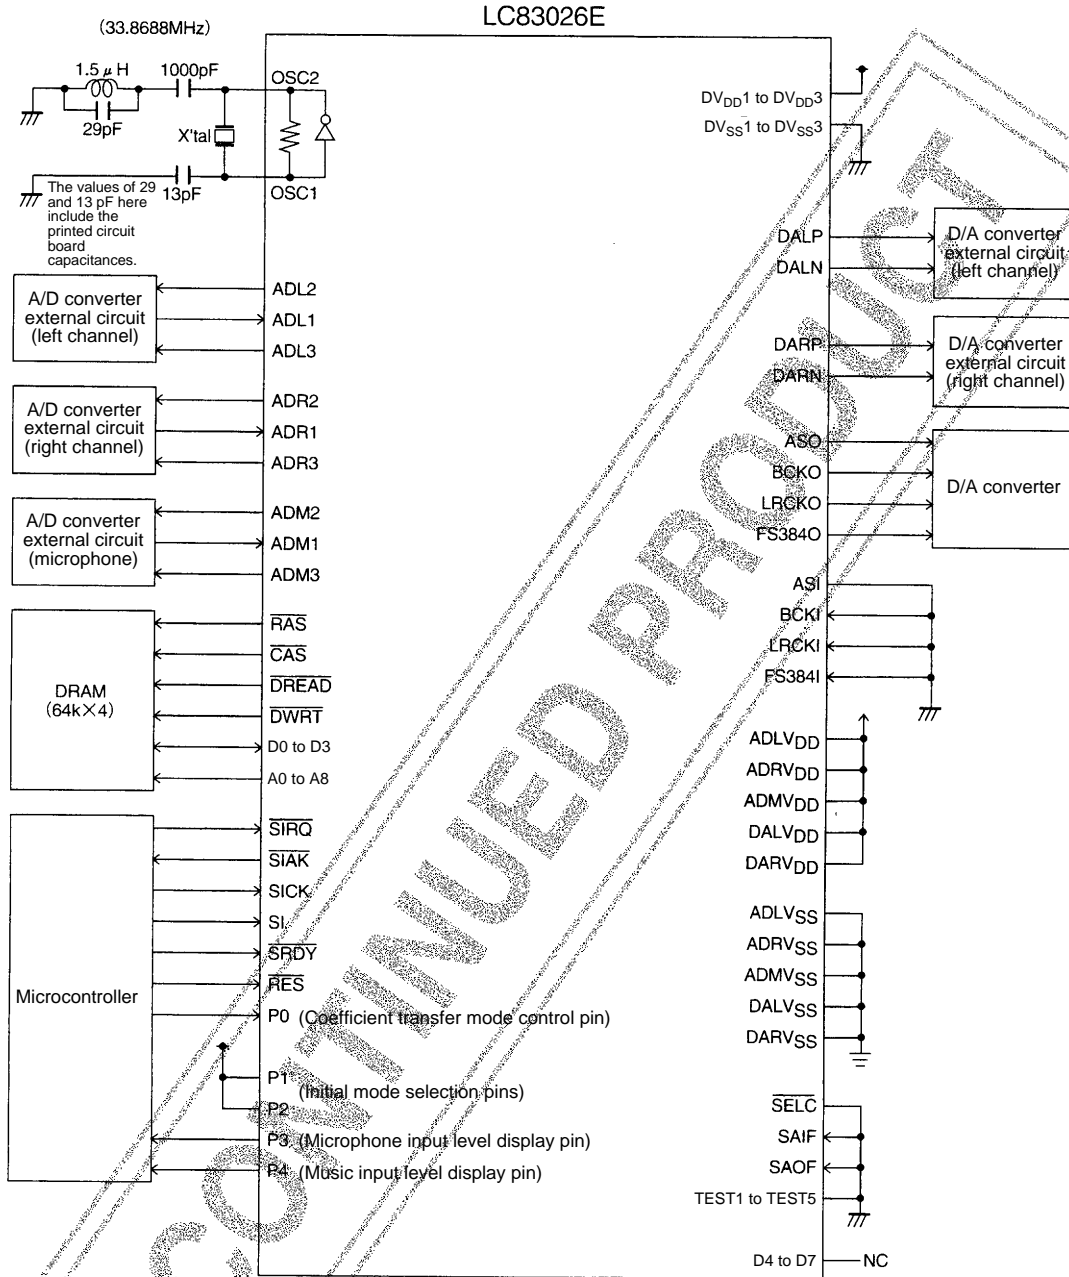 LC83026E
(33.8688MHz)
1.5 μ H
1000pF
29pF
X'tal
13pF
OSC2
OSC1
The values of 29
and 13 pF here
include the
printed circuit
board
capacitances.
A/D converter
external circuit
(left channel)
ADL2
ADL1
ADL3
A/D converter
external circuit
(right channel)
ADR2
ADR1
ADR3
A/D converter
external circuit
(microphone)
ADM2
ADM1
ADM3
DRAM
(64k×4)
RAS
CAS
DREAD
DWRT
D0 to D3
A0 to A8
Microcontroller
SIRQ
SIAK
SICK
SI
SRDY
RES
P0 (Coefficient transfer mode control pin)
P1
(Initial mode selection pins)
P2
P3 (Microphone input level display pin)
P4 (Music input level display pin)
DVDD1 to DVDD3
DVSS1 to DVSS3
DALP
DALN
D/A converter
external circuit
(left channel)
DARP
DARN
D/A converter
external circuit
(right channel)
ASO
BCKO
LRCKO
FS384O
D/A converter
ASI
BCKI
LRCKI
FS384I
ADLVDD
ADRVDD
ADMVDD
DALVDD
DARVDD
ADLVSS
ADRVSS
ADMVSS
DALVSS
DARVSS
SELC
SAIF
SAOF
TEST1 to TEST5
D4 to D7
NC
CONTINUED PRODUCT